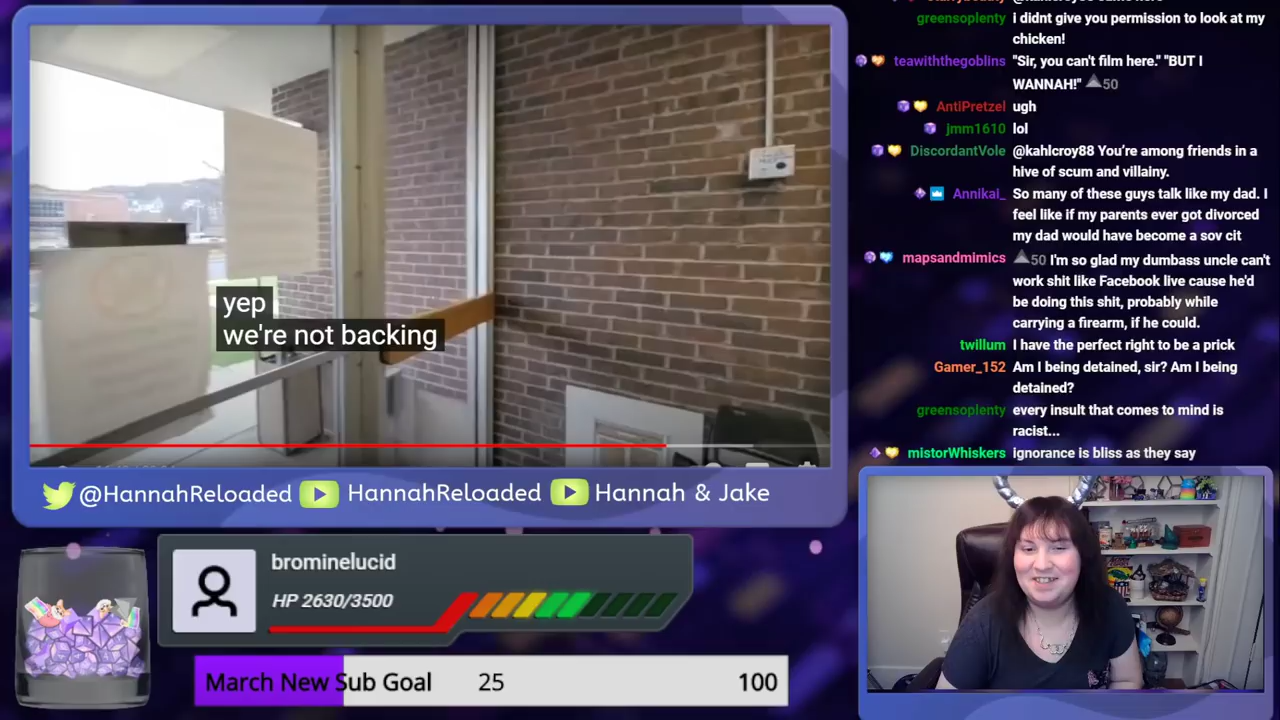 yep
we're not backing
@HannahReloaded HannahReloaded Hannah & Jake
brominelucid
HP 2630/3500
March New Sub Goal 25 100
greensoplenty i didnt give you permission to look at my
chicken!
teawiththegoblins "Sir, you can't film here." "BUT I
WANNAH!" 50
AntiPretzel ugh
jmm1610 lol
DiscordantVole @kahlcroy88 You're among friends in a
hive of scum and villainy.
Annikal_ So many of these guys talk like my dad. I
feel like if my parents ever got divorced
my dad would have become a sov cit
mapsandmimics 50 I'm so glad my dumbass uncle can't
work shit like Facebook live cause he'd
be doing this shit, probably while
carrying a firearm, if he could.
twillum I have the perfect right to be a prick
Gamer_152 Am I being detained, sir? Am I being
detained?
greensoplenty every insult that comes to mind is
racist...
mistorWhiskers ignorance is bliss as they say